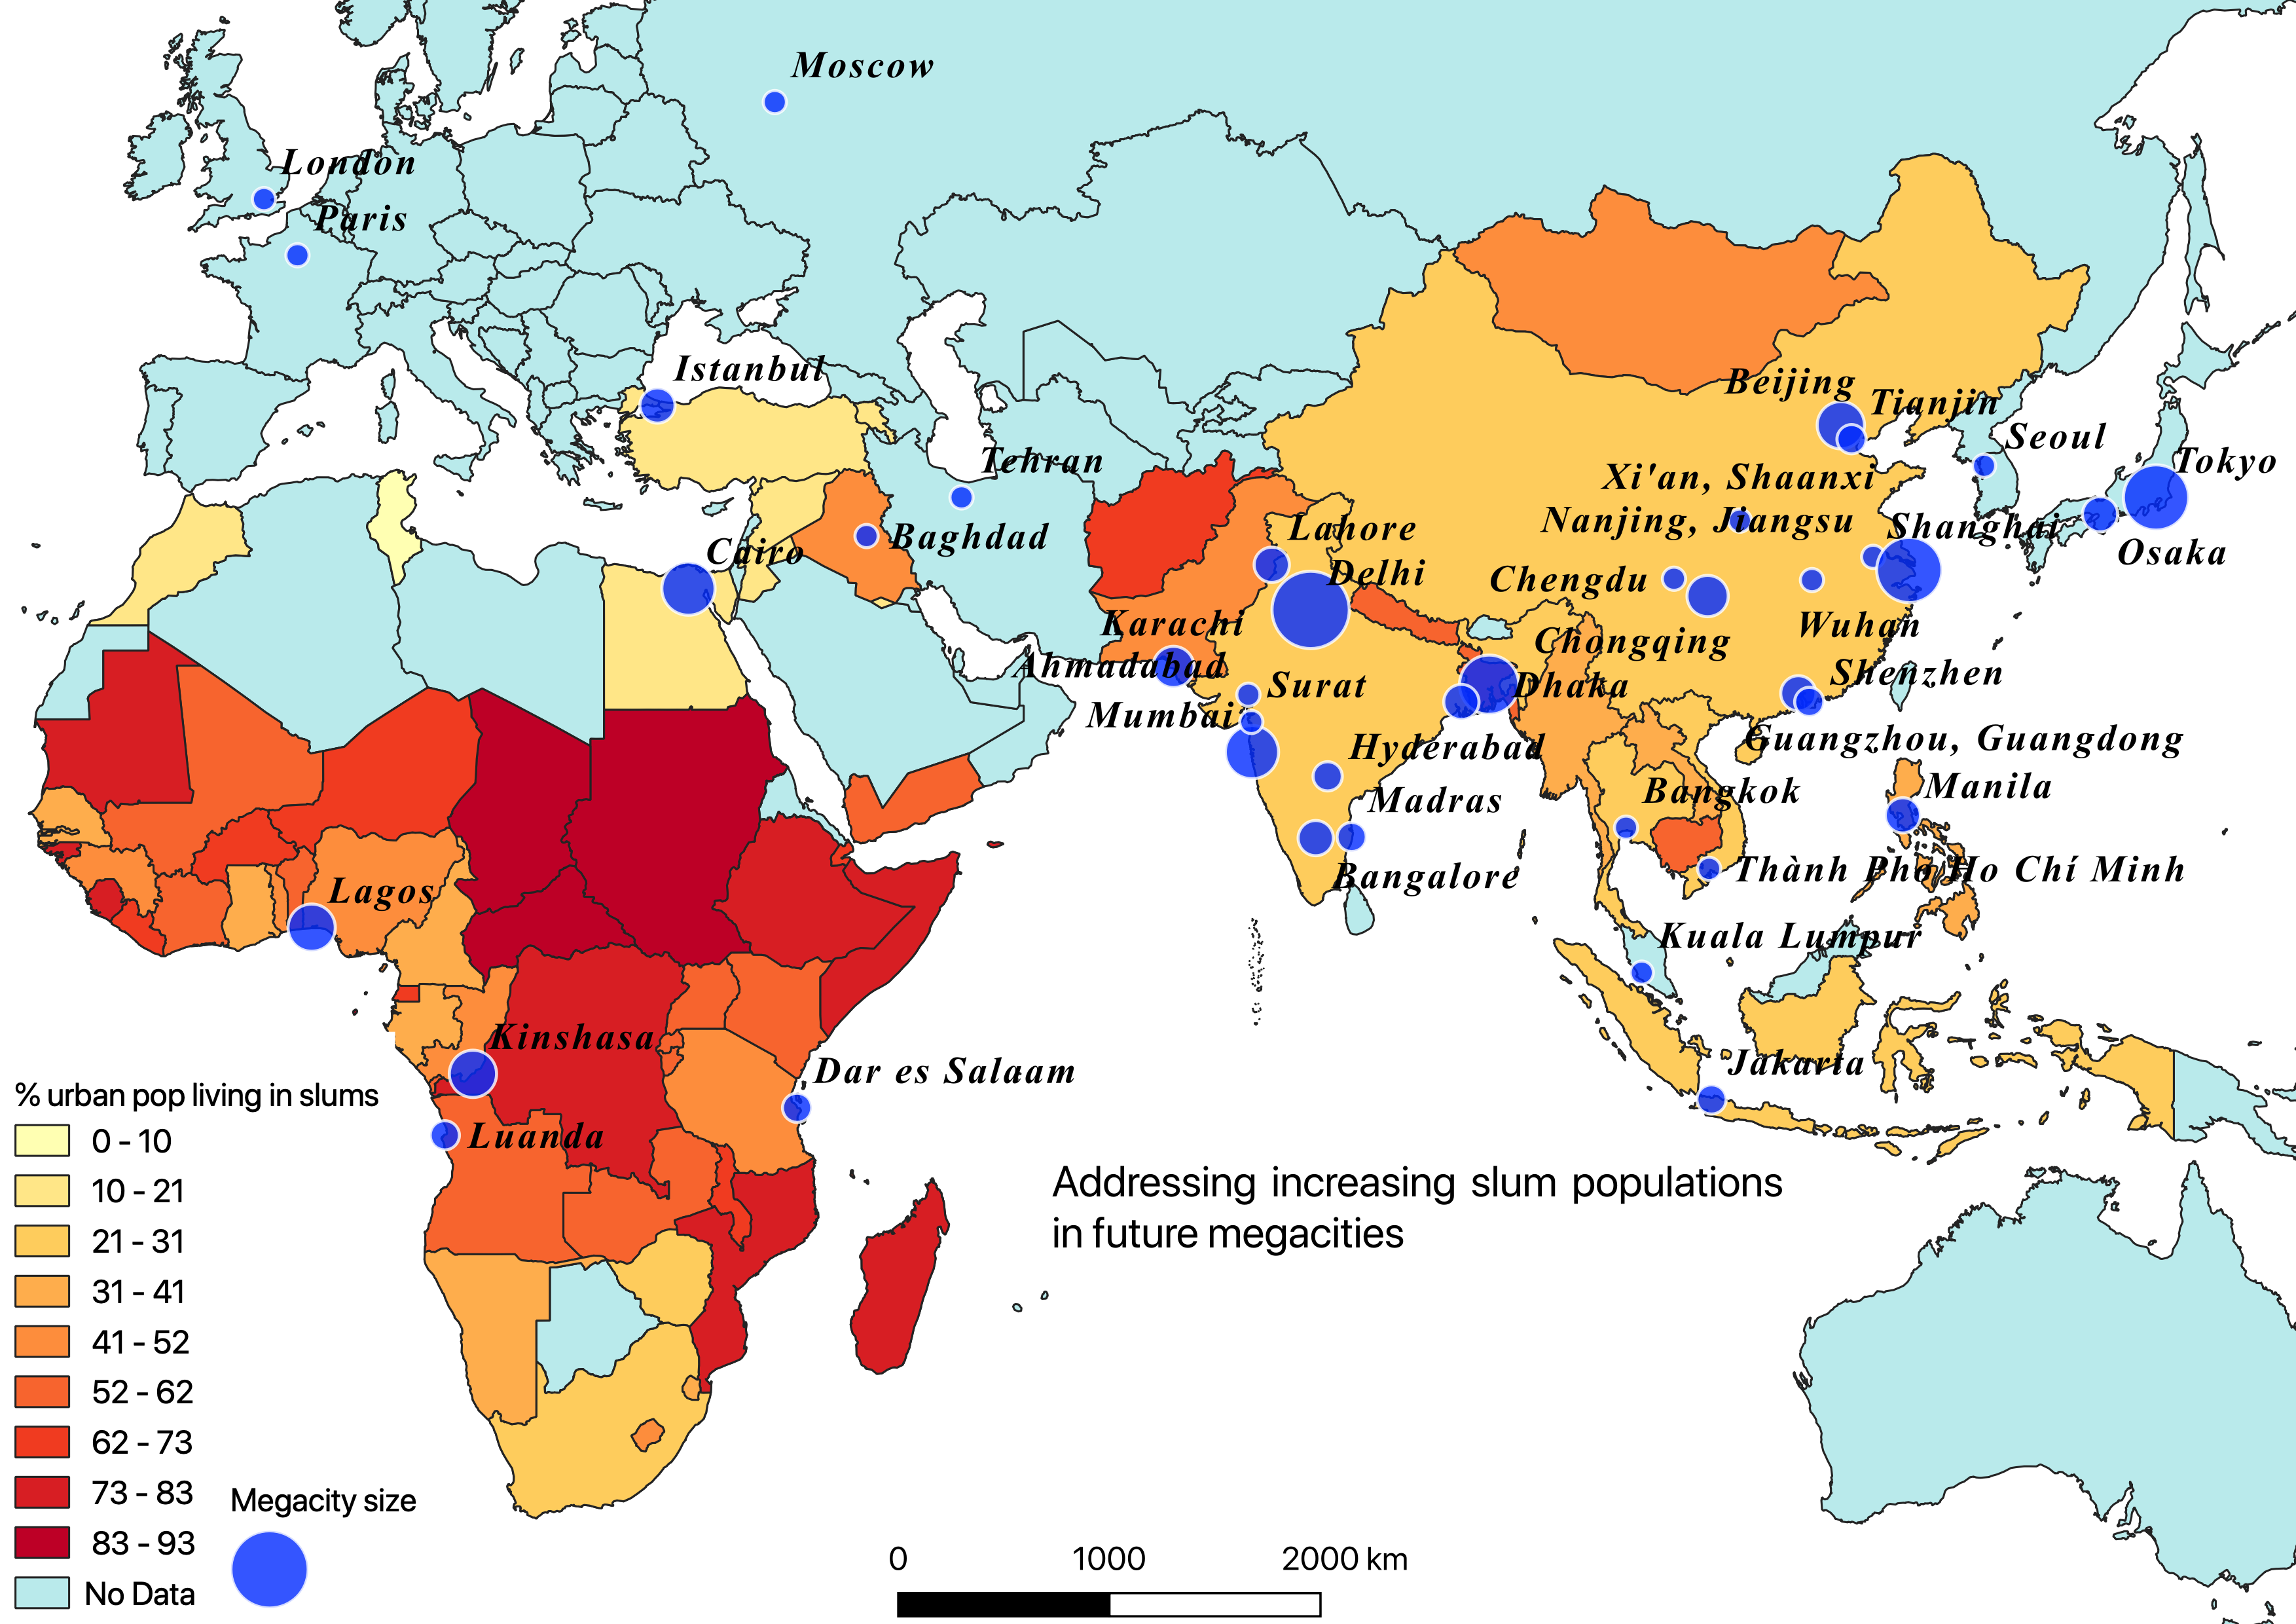 Moscow
London
Paris
Istanbul
Beijing
Tianjin
Seoul
Tehran
Tokyo
Xi'an, Shaanxi
Nanjing, Jiangsu
Shanghai
Lahore
Baghdad
Cairo
Osaka
Delhi
Chengdu
Karachi
Wuhan
Chongqing
Ahmadabad
Shenzhen
Surat
Dhaka
Mumbai
Hyderabad
Guangzhou, Guangdong
Manila
Bangkok
Madras
Thành Pho Ho Chí Minh
Bangalore
Lagos
Kuala Lumpur
Kinshasa
Jakarta
Dar es Salaam
Luanda
Addressing increasing slum populations
in future megacities
% urban pop living in slums
0 - 10
10 - 21
21 - 31
31 - 41
41 - 52
52 - 62
62 - 73
73 - 83
83 - 93
No Data
Megacity size
0 1000 2000 km